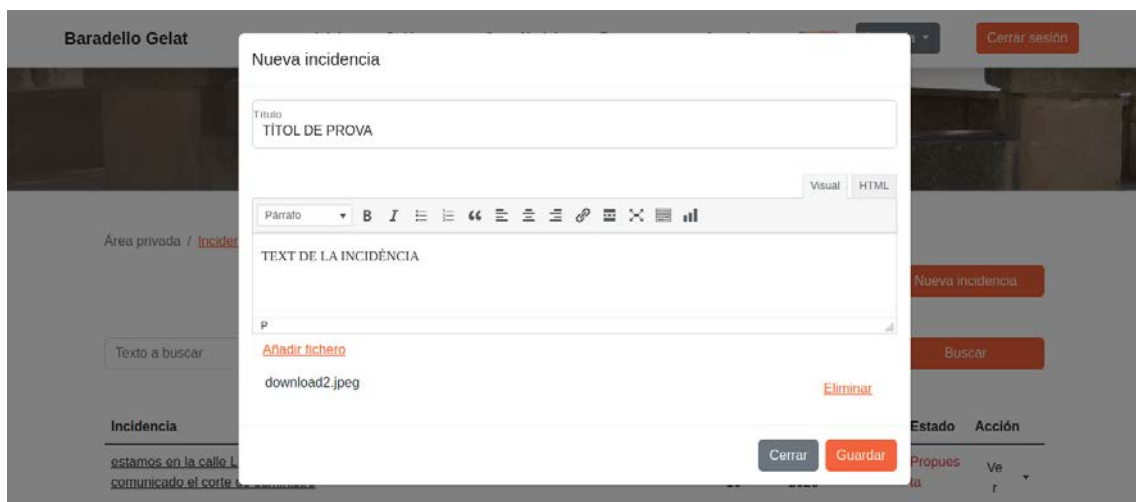 Baradello Gelat
Cerrar sesión
Nueva incidencia
Título
TÍTOL DE PROVA
Visual HTML
Párrafo
TEXT DE LA INCIDÈNCIA
Área privada / Inciden
Nueva incidencia
P
Añadir fichero
Texto a buscar
Buscar
download2.jpeg
Eliminar
Incidencia
Estado Acción
Cerrar Guardar
estamos en la calle L
Propues
Ve
comunicado el corte
ta
r